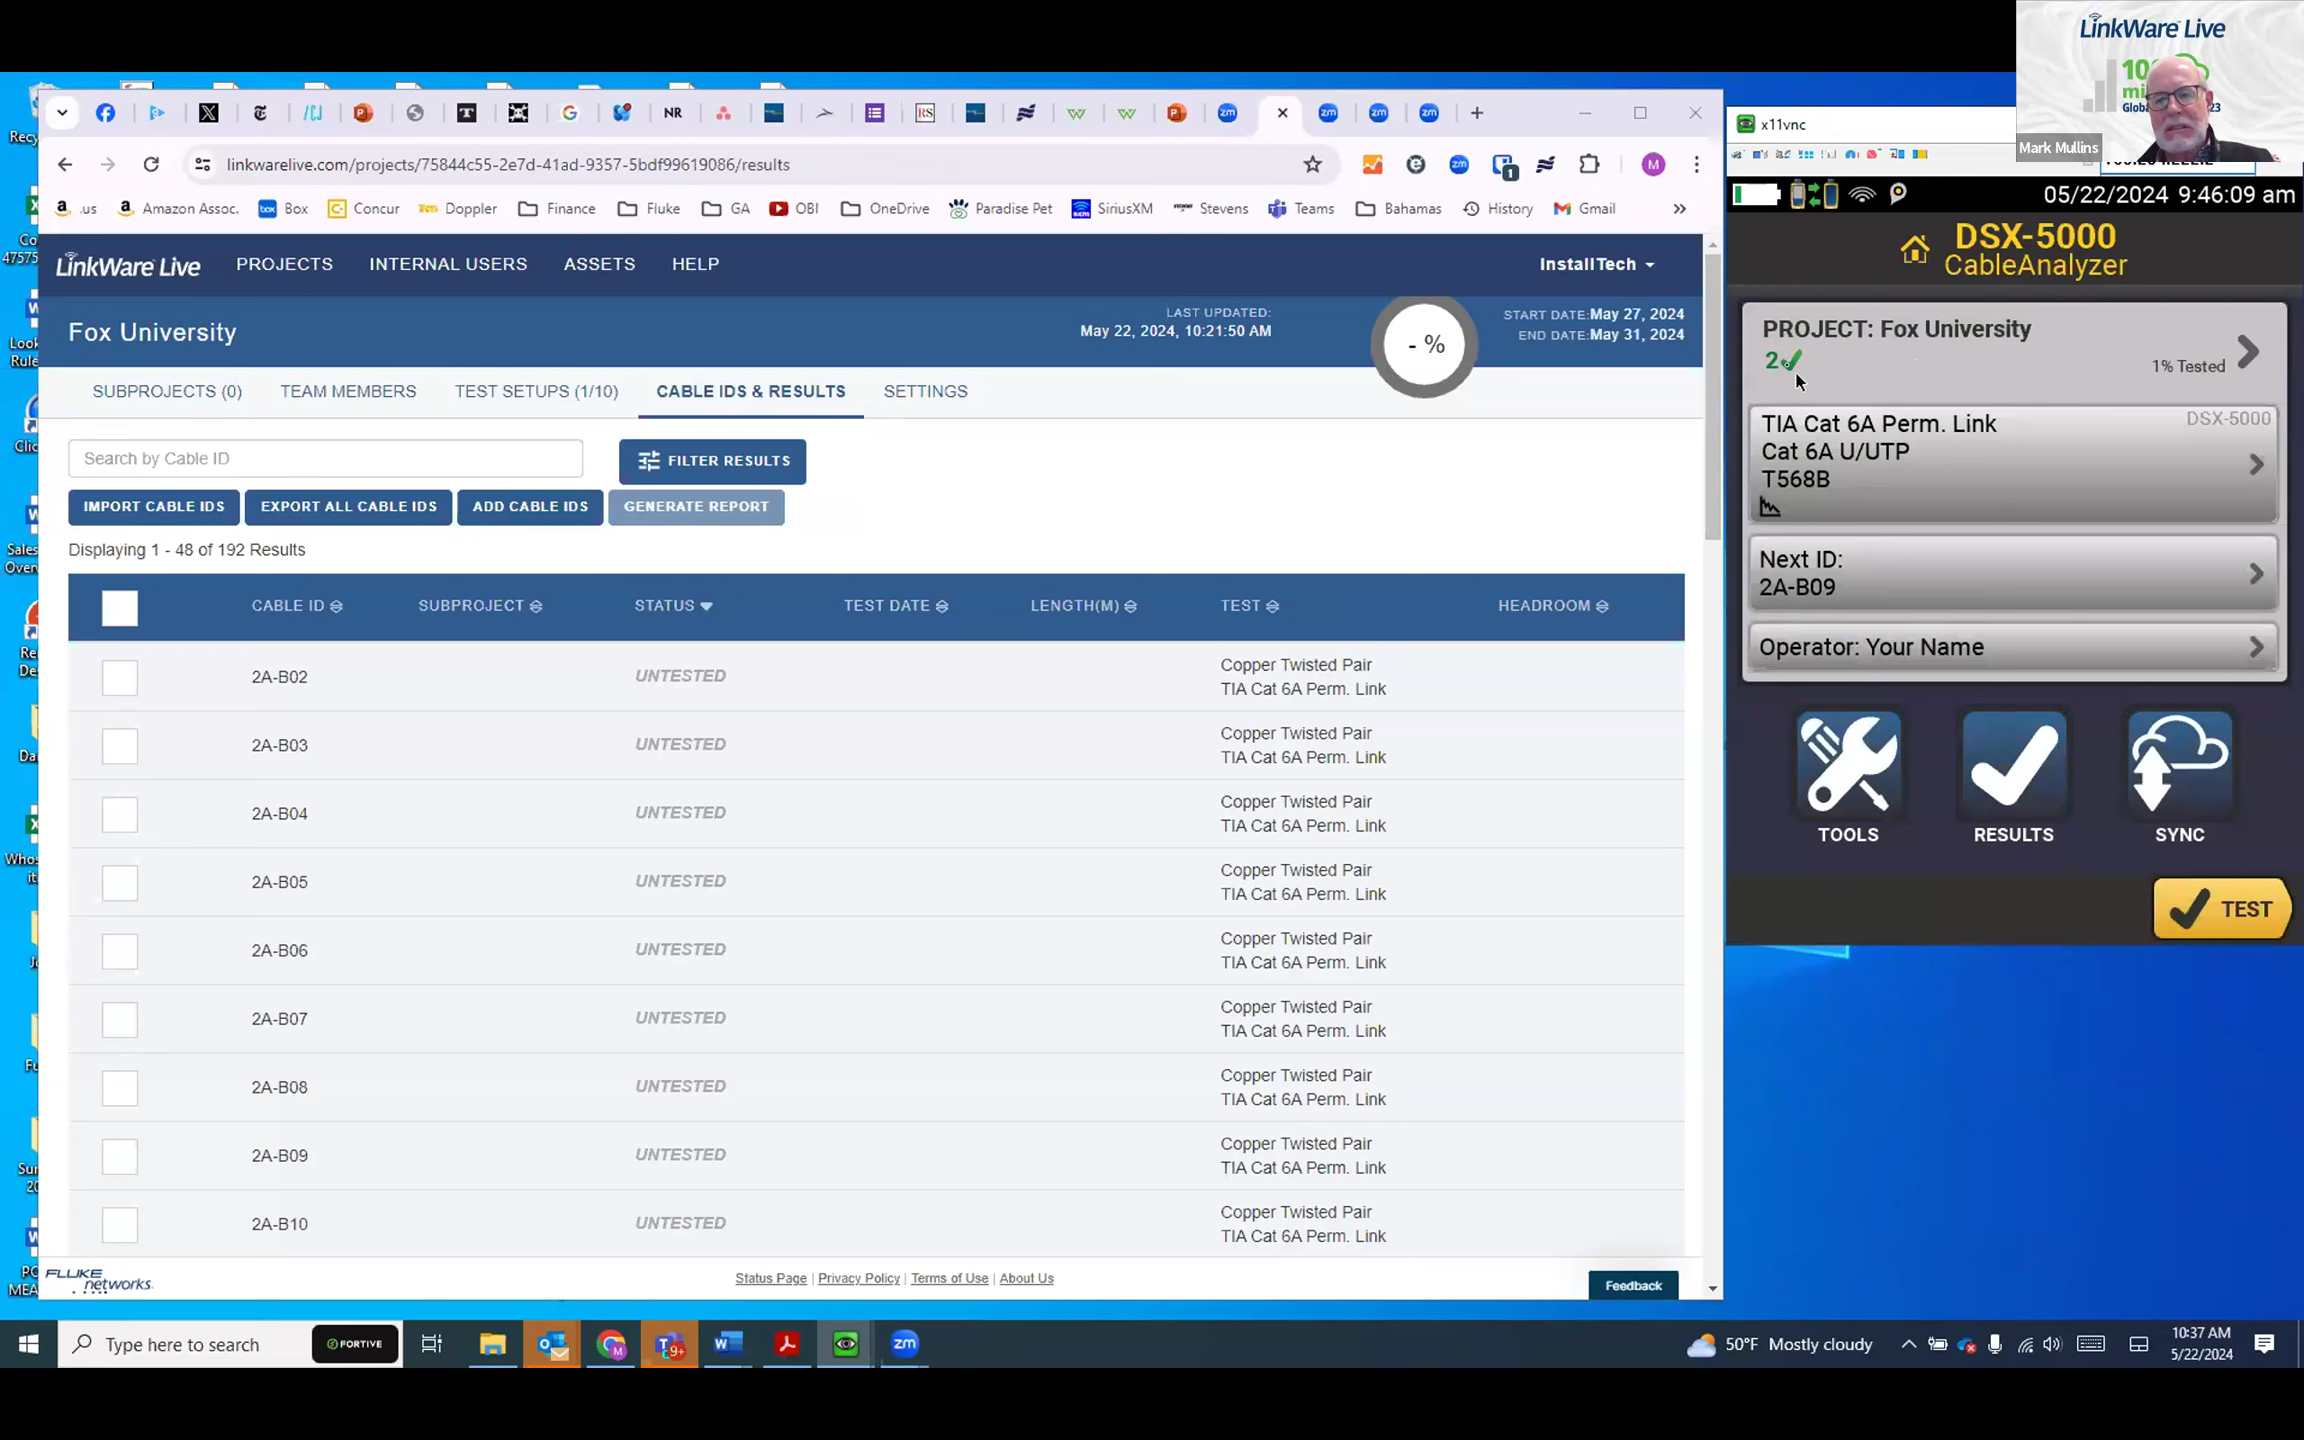 LinkWare Live
Mark Mullins
x11vnc
linkwarelive.com/projects/75844c55-2e7d-41ad-9357-5bdf99619086/results
.us
Amazon Assoc.
Box
Concur
Doppler
Finance
Fluke
GA
OBI
OneDrive
Paradise Pet
SiriusXM
Stevens
Teams
Bahamas
History
Gmail
»
LinkWare Live
PROJECTS
INTERNAL USERS
ASSETS
HELP
InstallTech
Fox University
LAST UPDATED:
May 22, 2024, 10:21:50 AM
- %
START DATE:May 27, 2024
END DATE:May 31, 2024
SUBPROJECTS (0)
TEAM MEMBERS
TEST SETUPS (1/10)
CABLE IDS & RESULTS
SETTINGS
Search by Cable ID
FILTER RESULTS
IMPORT CABLE IDS
EXPORT ALL CABLE IDS
ADD CABLE IDS
GENERATE REPORT
Displaying 1 - 48 of 192 Results
CABLE ID
SUBPROJECT
STATUS
TEST DATE
LENGTH(M)
TEST
HEADROOM
2A-B02
UNTESTED
Copper Twisted Pair
TIA Cat 6A Perm. Link
2A-B03
UNTESTED
Copper Twisted Pair
TIA Cat 6A Perm. Link
2A-B04
UNTESTED
Copper Twisted Pair
TIA Cat 6A Perm. Link
2A-B05
UNTESTED
Copper Twisted Pair
TIA Cat 6A Perm. Link
2A-B06
UNTESTED
Copper Twisted Pair
TIA Cat 6A Perm. Link
2A-B07
UNTESTED
Copper Twisted Pair
TIA Cat 6A Perm. Link
2A-B08
UNTESTED
Copper Twisted Pair
TIA Cat 6A Perm. Link
2A-B09
UNTESTED
Copper Twisted Pair
TIA Cat 6A Perm. Link
2A-B10
UNTESTED
Copper Twisted Pair
TIA Cat 6A Perm. Link
FLUKE
networks.
Status Page | Privacy Policy | Terms of Use | About Us
Feedback
05/22/2024 9:46:09 am
DSX-5000
CableAnalyzer
PROJECT: Fox University
2
1% Tested
TIA Cat 6A Perm. Link
DSX-5000
Cat 6A U/UTP
T568B
Next ID:
2A-B09
Operator: Your Name
TOOLS
RESULTS
SYNC
TEST
Type here to search
FORTIVE
50°F Mostly cloudy
10:37 AM
5/22/2024